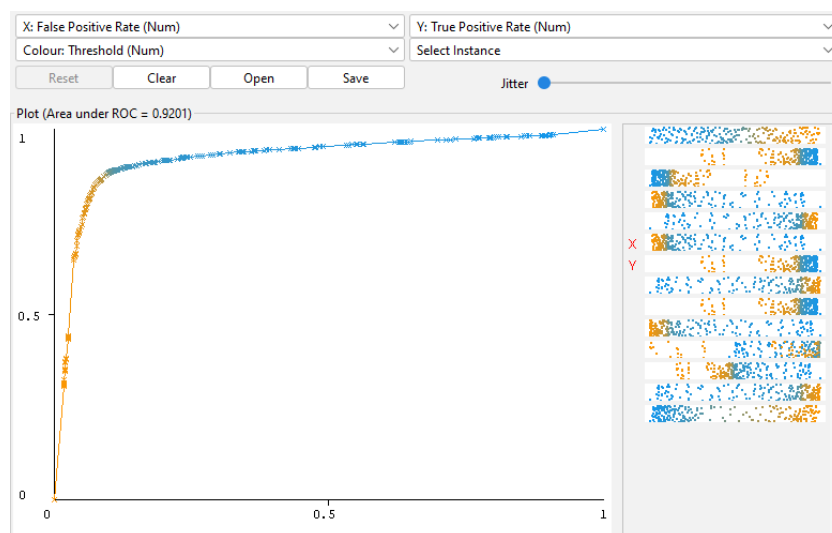 X: False Positive Rate (Num) Y: True Positive Rate (Num)
Colour: Threshold (Num) Select Instance
Reset Clear Open Save Jitter
Plot (Area under ROC = 0.9201)
1
X
Y
0.5
0
0 0.5 1